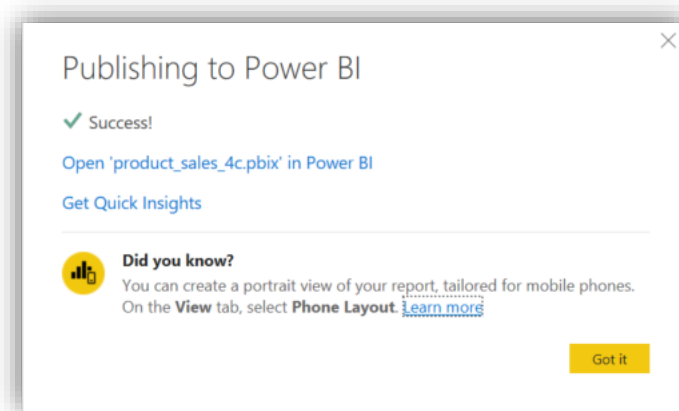 Publishing to Power BI
Success!
Open 'product_sales_4c.pbix' in Power BI
Get Quick Insights
Did you know?
You can create a portrait view of your report, tailored for mobile phones.
On the View tab, select Phone Layout. Learn more
Got it